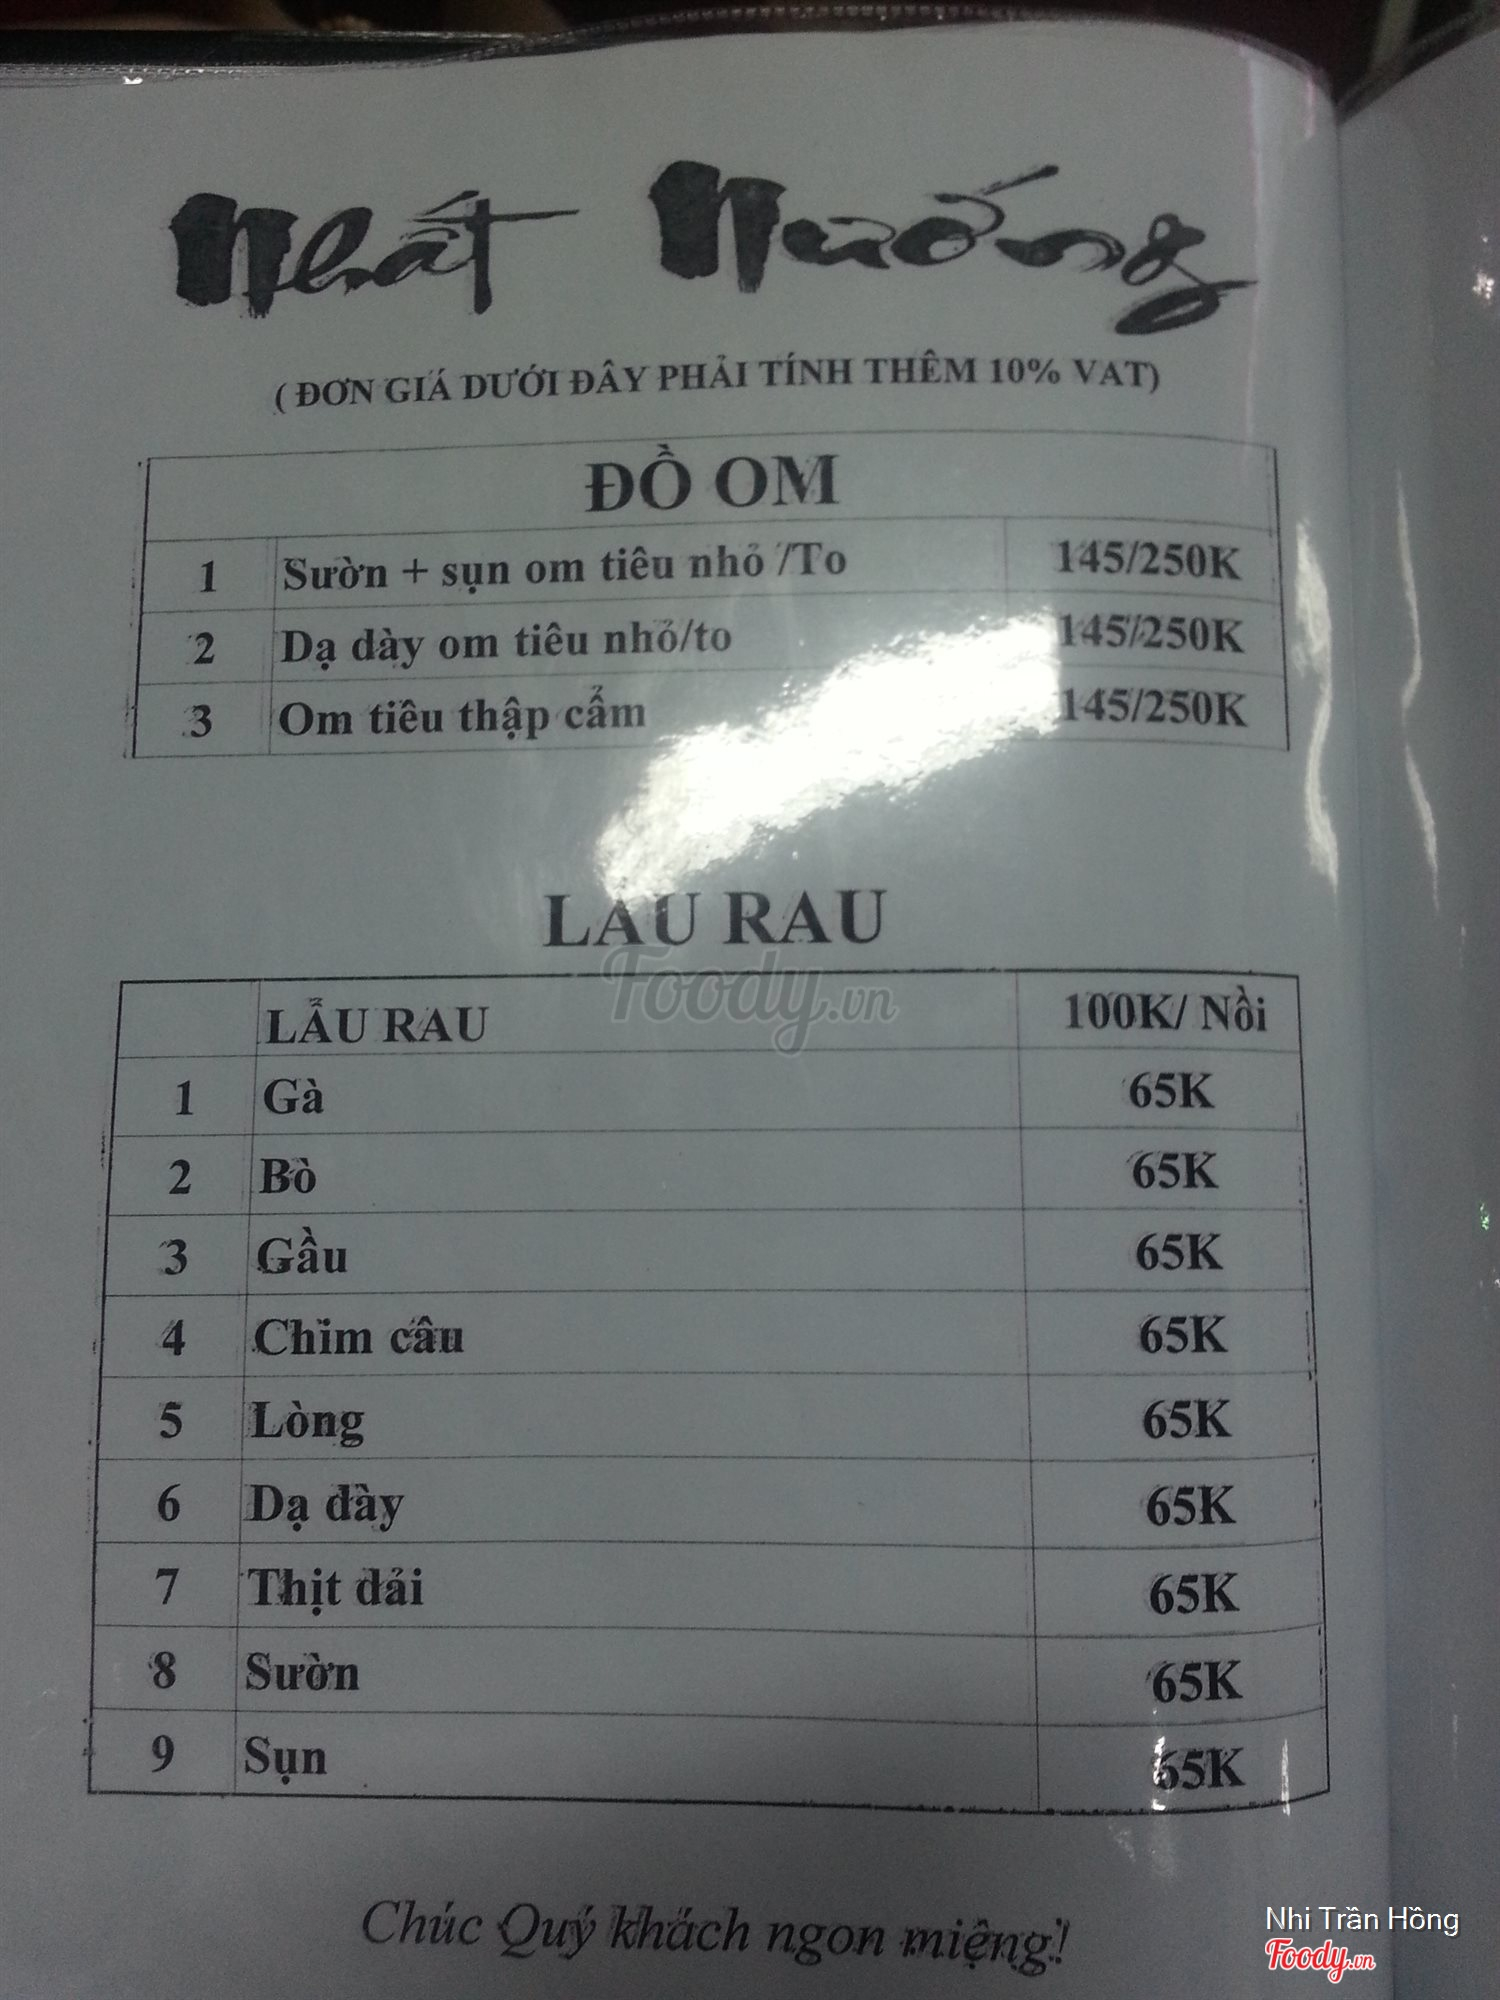 Nhất Nướng
( ĐƠN GIÁ DƯỚI ĐÂY PHẢI TÍNH THÊM 10% VAT)
ĐỒ OM
1 Sườn + sụn om tiêu nhỏ /To 145/250K
2 Dạ dày om tiêu nhỏ/to 145/250K
3 Om tiêu thập cẩm 145/250K
LẨU RAU
LẨU RAU 100K/ Nồi
1 Gà 65K
2 Bò 65K
3 Gầu 65K
4 Chim câu 65K
5 Lòng 65K
6 Dạ dày 65K
7 Thịt dải 65K
8 Sườn 65K
9 Sụn 65K
Chúc Quý khách ngon miệng!
Foody.vn
Nhi Trần Hồng
Foody.vn